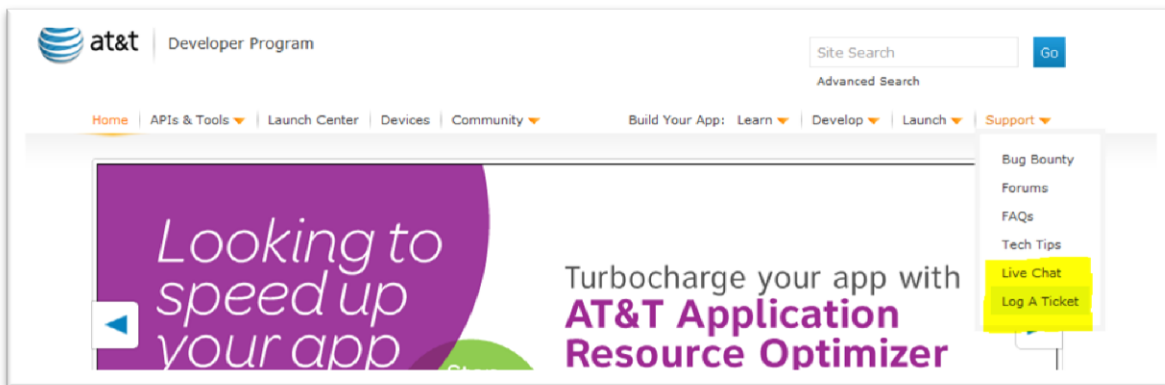 at&t Developer Program
Site Search Go
Advanced Search
Home APIs & Tools Launch Center Devices Community Build Your App: Learn Develop Launch Support
Bug Bounty
Forums
FAQs
Tech Tips
Live Chat
Log A Ticket
Looking to
speed up
your app
Turbocharge your app with
AT&T Application
Resource Optimizer